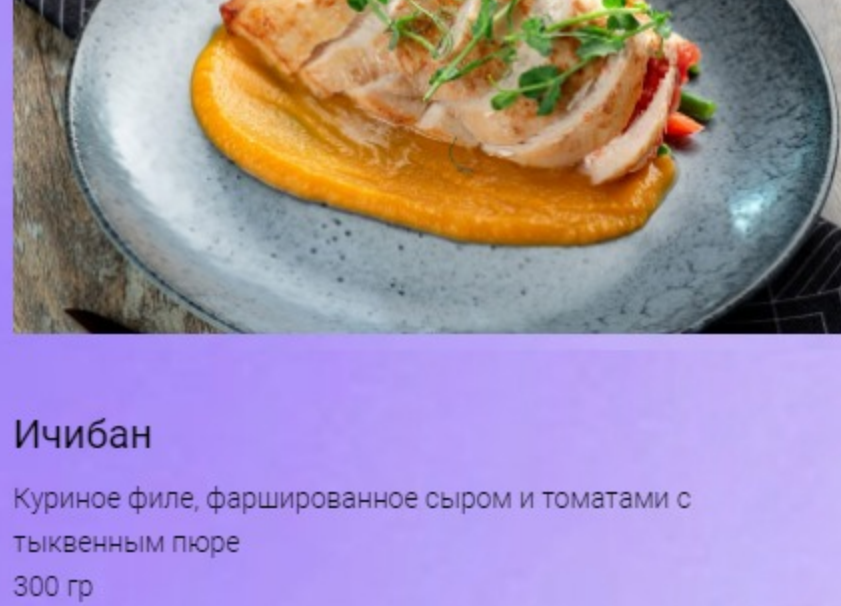 Ичибан
Куриное филе, фаршированное сыром и томатами с
тыквенным пюре
300 гр